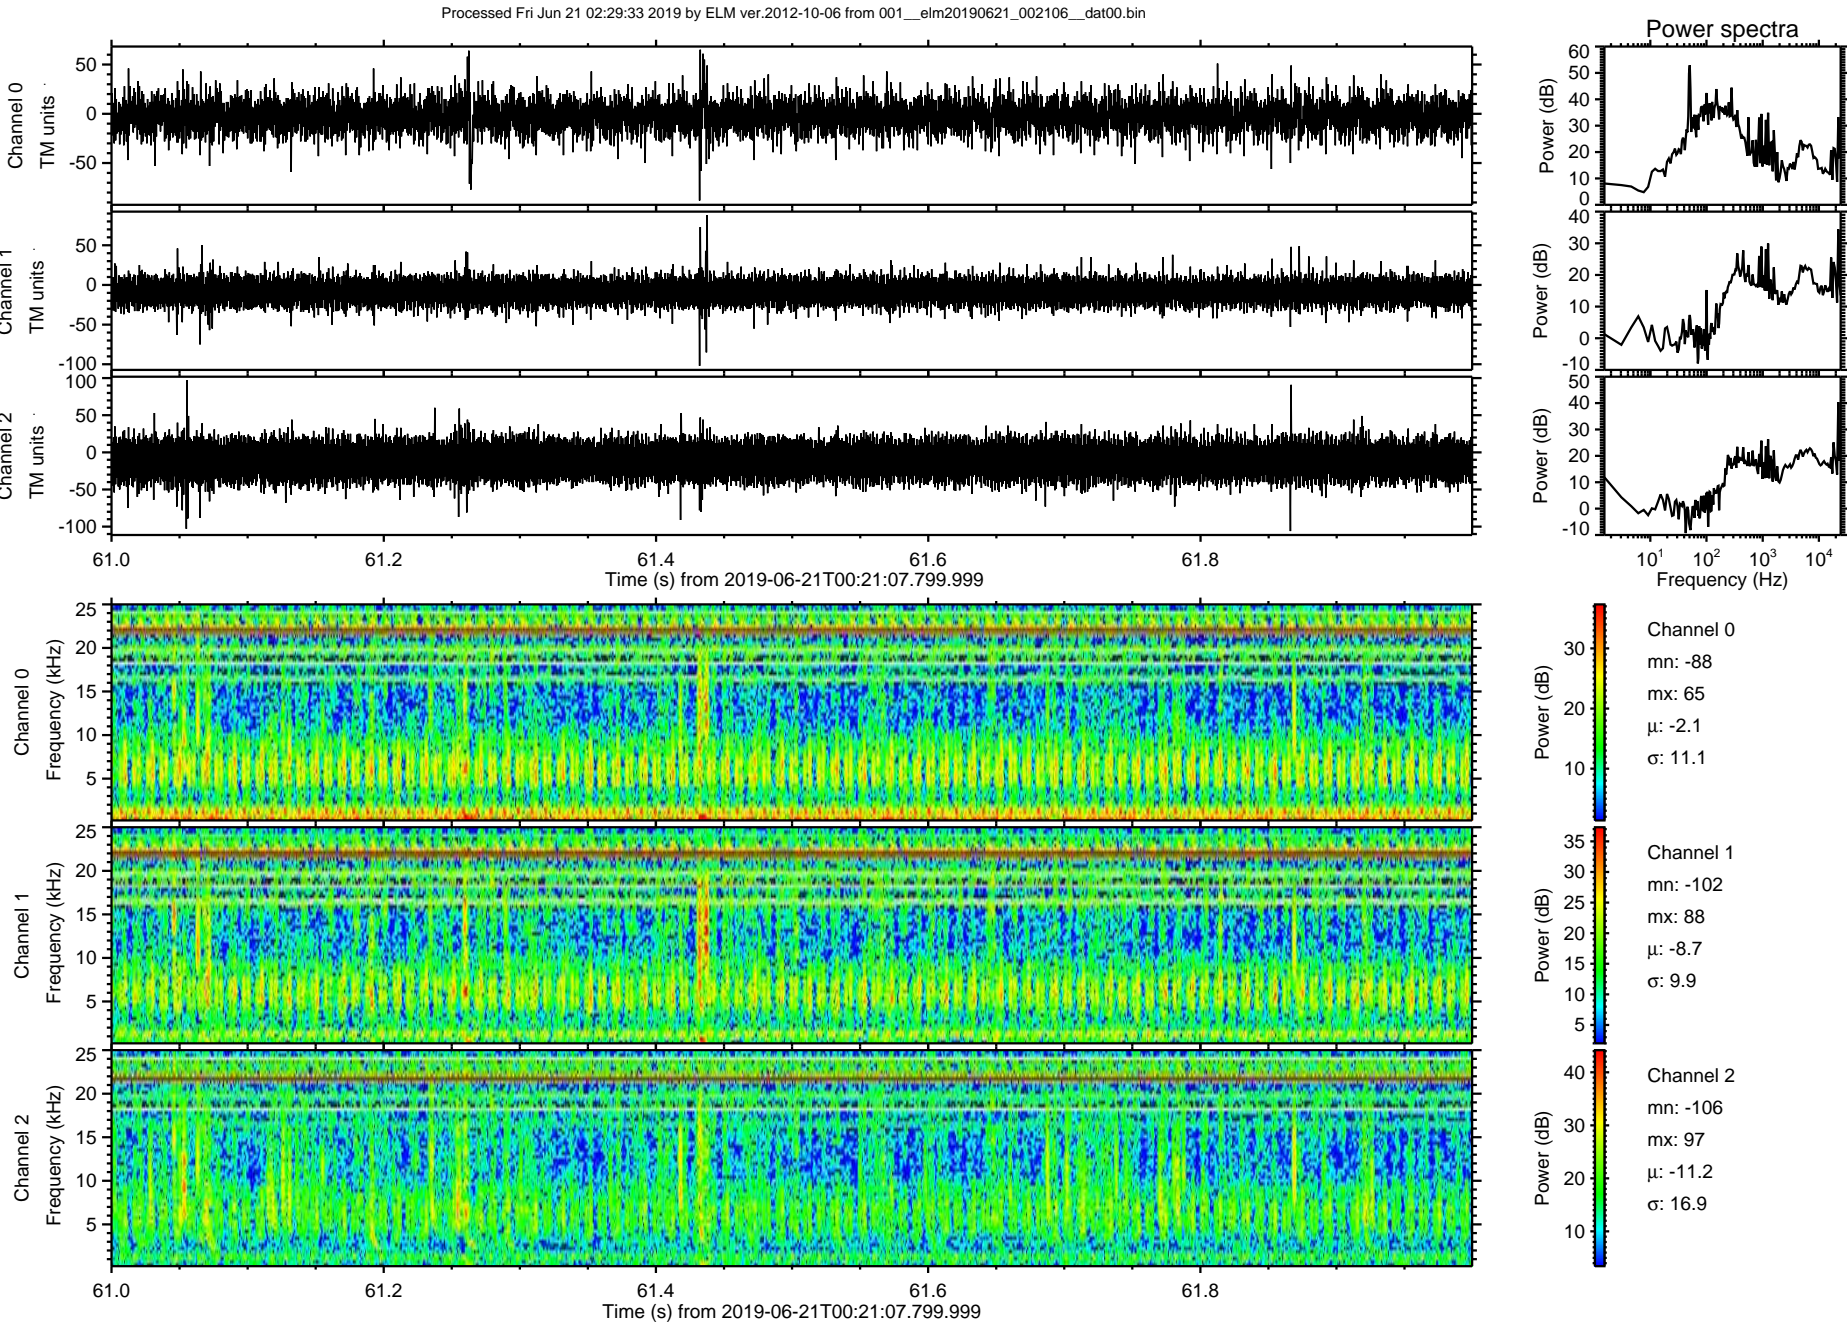 Processed Fri Jun 21 02:29:33 2019 by ELM ver.2012-10-06 from 001__elm20190621_002106__dat00.bin
Power spectra
Channel 0
TM units
50
0
-50
Power (dB)
60
50
40
30
20
10
0
Channel 1
TM units
50
0
-50
-100
Power (dB)
40
30
20
10
0
-10
Channel 2
TM units
100
50
0
-50
-100
Power (dB)
50
40
30
20
10
0
-10
61.0 61.2 61.4 61.6 61.8
Time (s) from 2019-06-21T00:21:07.799.999
10^1 10^2 10^3 10^4
Frequency (Hz)
Channel 0
Frequency (kHz)
25
20
15
10
5
Power (dB)
30
20
10
Channel 0
mn: -88
mx: 65
μ: -2.1
σ: 11.1
Channel 1
Frequency (kHz)
25
20
15
10
5
Power (dB)
35
30
25
20
15
10
5
Channel 1
mn: -102
mx: 88
μ: -8.7
σ: 9.9
Channel 2
Frequency (kHz)
25
20
15
10
5
Power (dB)
40
30
20
10
Channel 2
mn: -106
mx: 97
μ: -11.2
σ: 16.9
61.0 61.2 61.4 61.6 61.8
Time (s) from 2019-06-21T00:21:07.799.999